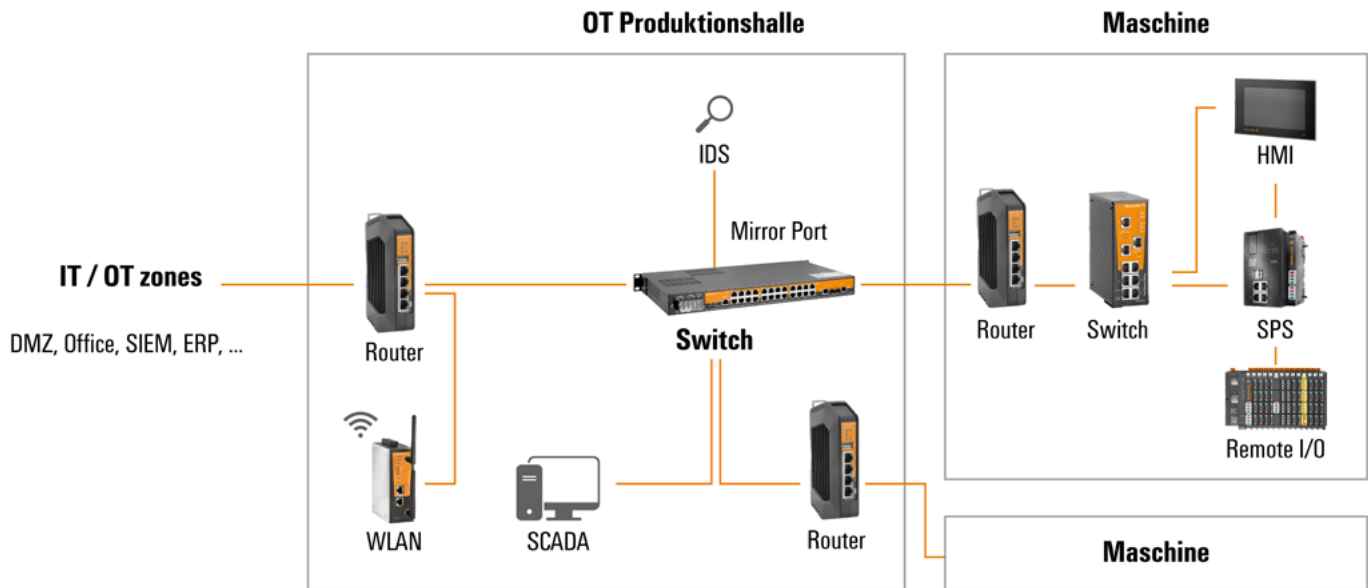 OT Produktionshalle
Maschine
IDS
HMI
Mirror Port
IT / OT zones
DMZ, Office, SIEM, ERP, ...
Router
Switch
Router
Switch
SPS
Remote I/O
WLAN
SCADA
Router
Maschine